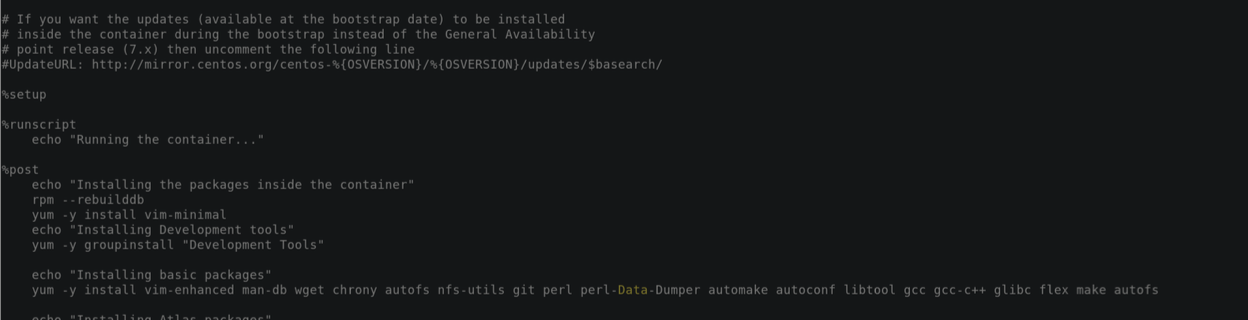 # If you want the updates (available at the bootstrap date) to be installed
# inside the container during the bootstrap instead of the General Availability
# point release (7.x) then uncomment the following line
#UpdateURL: http://mirror.centos.org/centos-%{OSVERSION}/%{OSVERSION}/updates/$basearch/
%setup
%runscript
echo "Running the container..."
%post
echo "Installing the packages inside the container"
rpm --rebuilddb
yum -y install vim-minimal
echo "Installing Development tools"
yum -y groupinstall "Development Tools"
echo "Installing basic packages"
yum -y install vim-enhanced man-db wget chrony autofs nfs-utils git perl perl-Data-Dumper automake autoconf libtool gcc gcc-c++ glibc flex make autofs
echo "Installing Atlas packages"